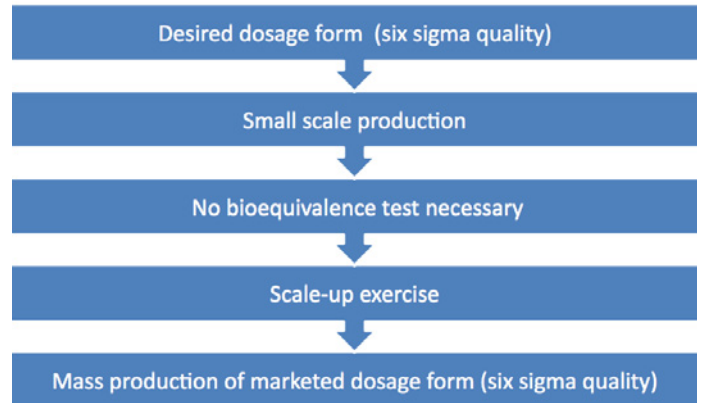 Desired dosage form (six sigma quality)
Small scale production
No bioequivalence test necessary
Scale-up exercise
Mass production of marketed dosage form (six sigma quality)